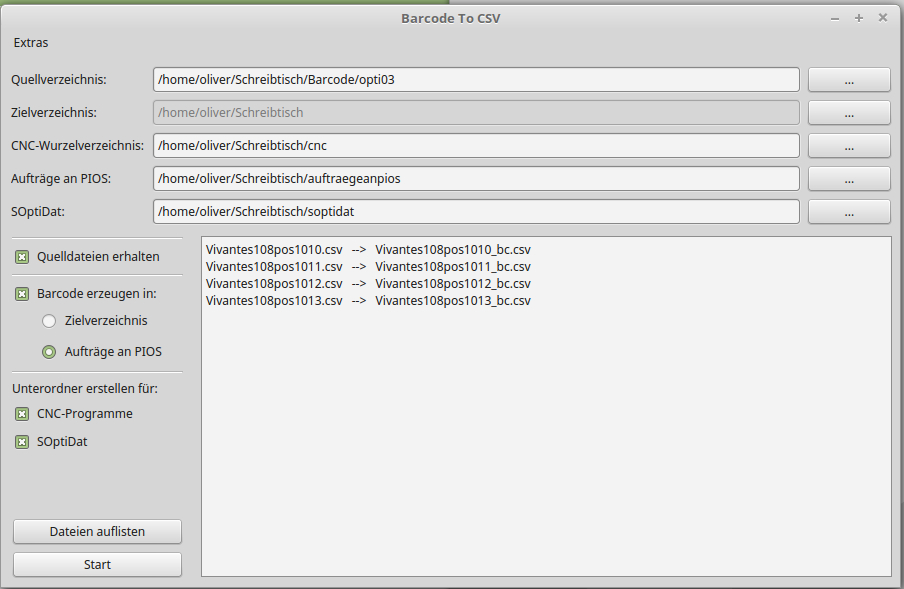 Barcode To CSV
Extras
Quellverzeichnis: /home/oliver/Schreibtisch/Barcode/opti03 ...
Zielverzeichnis: /home/oliver/Schreibtisch ...
CNC-Wurzelverzeichnis: /home/oliver/Schreibtisch/cnc ...
Aufträge an PIOS: /home/oliver/Schreibtisch/auftraegeanpios ...
SOptiDat: /home/oliver/Schreibtisch/soptidat ...
Quelldateien erhalten
Barcode erzeugen in:
Zielverzeichnis
Aufträge an PIOS
Unterordner erstellen für:
CNC-Programme
SOptiDat
Dateien auflisten
Start
Vivantes108pos1010.csv --> Vivantes108pos1010_bc.csv
Vivantes108pos1011.csv --> Vivantes108pos1011_bc.csv
Vivantes108pos1012.csv --> Vivantes108pos1012_bc.csv
Vivantes108pos1013.csv --> Vivantes108pos1013_bc.csv